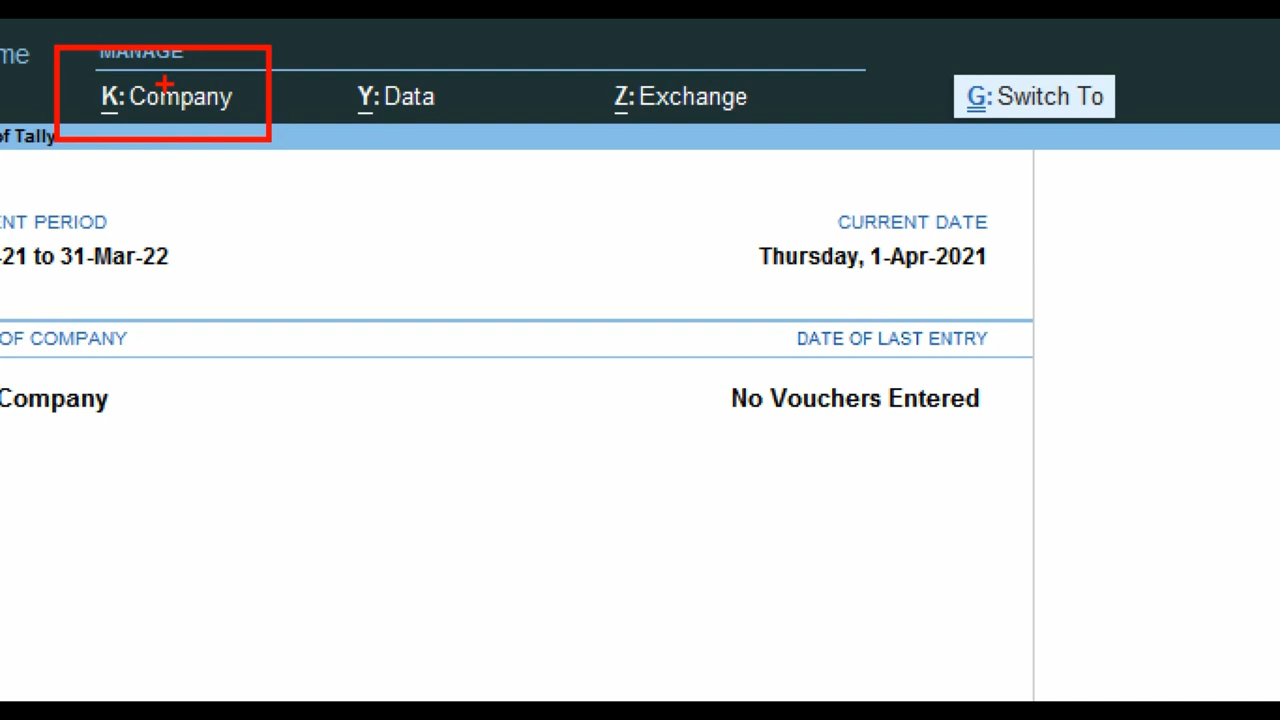 me
MANAGE
K: Company Y: Data Z: Exchange G: Switch To
of Tally
ENT PERIOD CURRENT DATE
-21 to 31-Mar-22 Thursday, 1-Apr-2021
OF COMPANY DATE OF LAST ENTRY
Company No Vouchers Entered